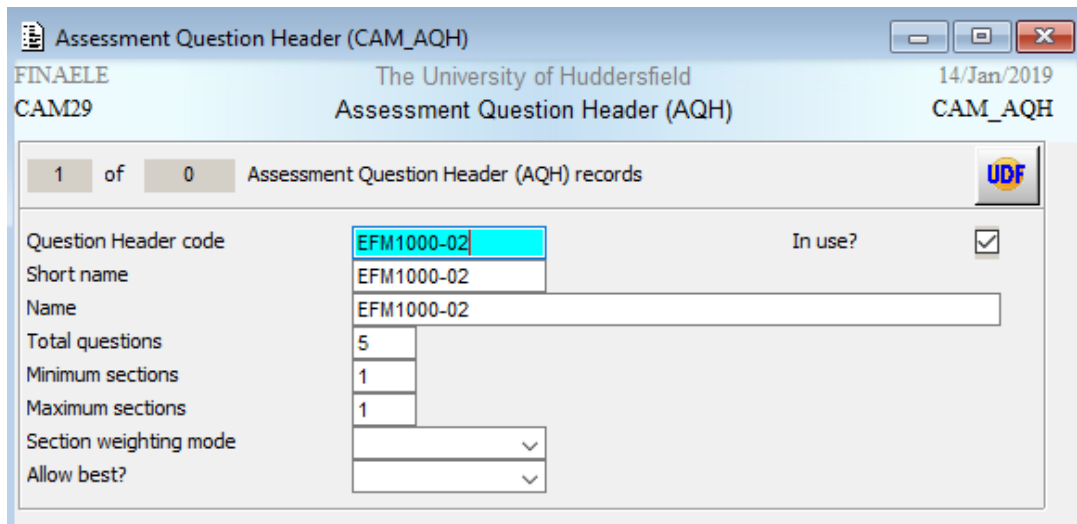 Assessment Question Header (CAM_AQH)
FINAELE The University of Huddersfield 14/Jan/2019
CAM29 Assessment Question Header (AQH) CAM_AQH
1 of 0 Assessment Question Header (AQH) records UDF
Question Header code EFM1000-02 In use?
Short name EFM1000-02
Name EFM1000-02
Total questions 5
Minimum sections 1
Maximum sections 1
Section weighting mode
Allow best?